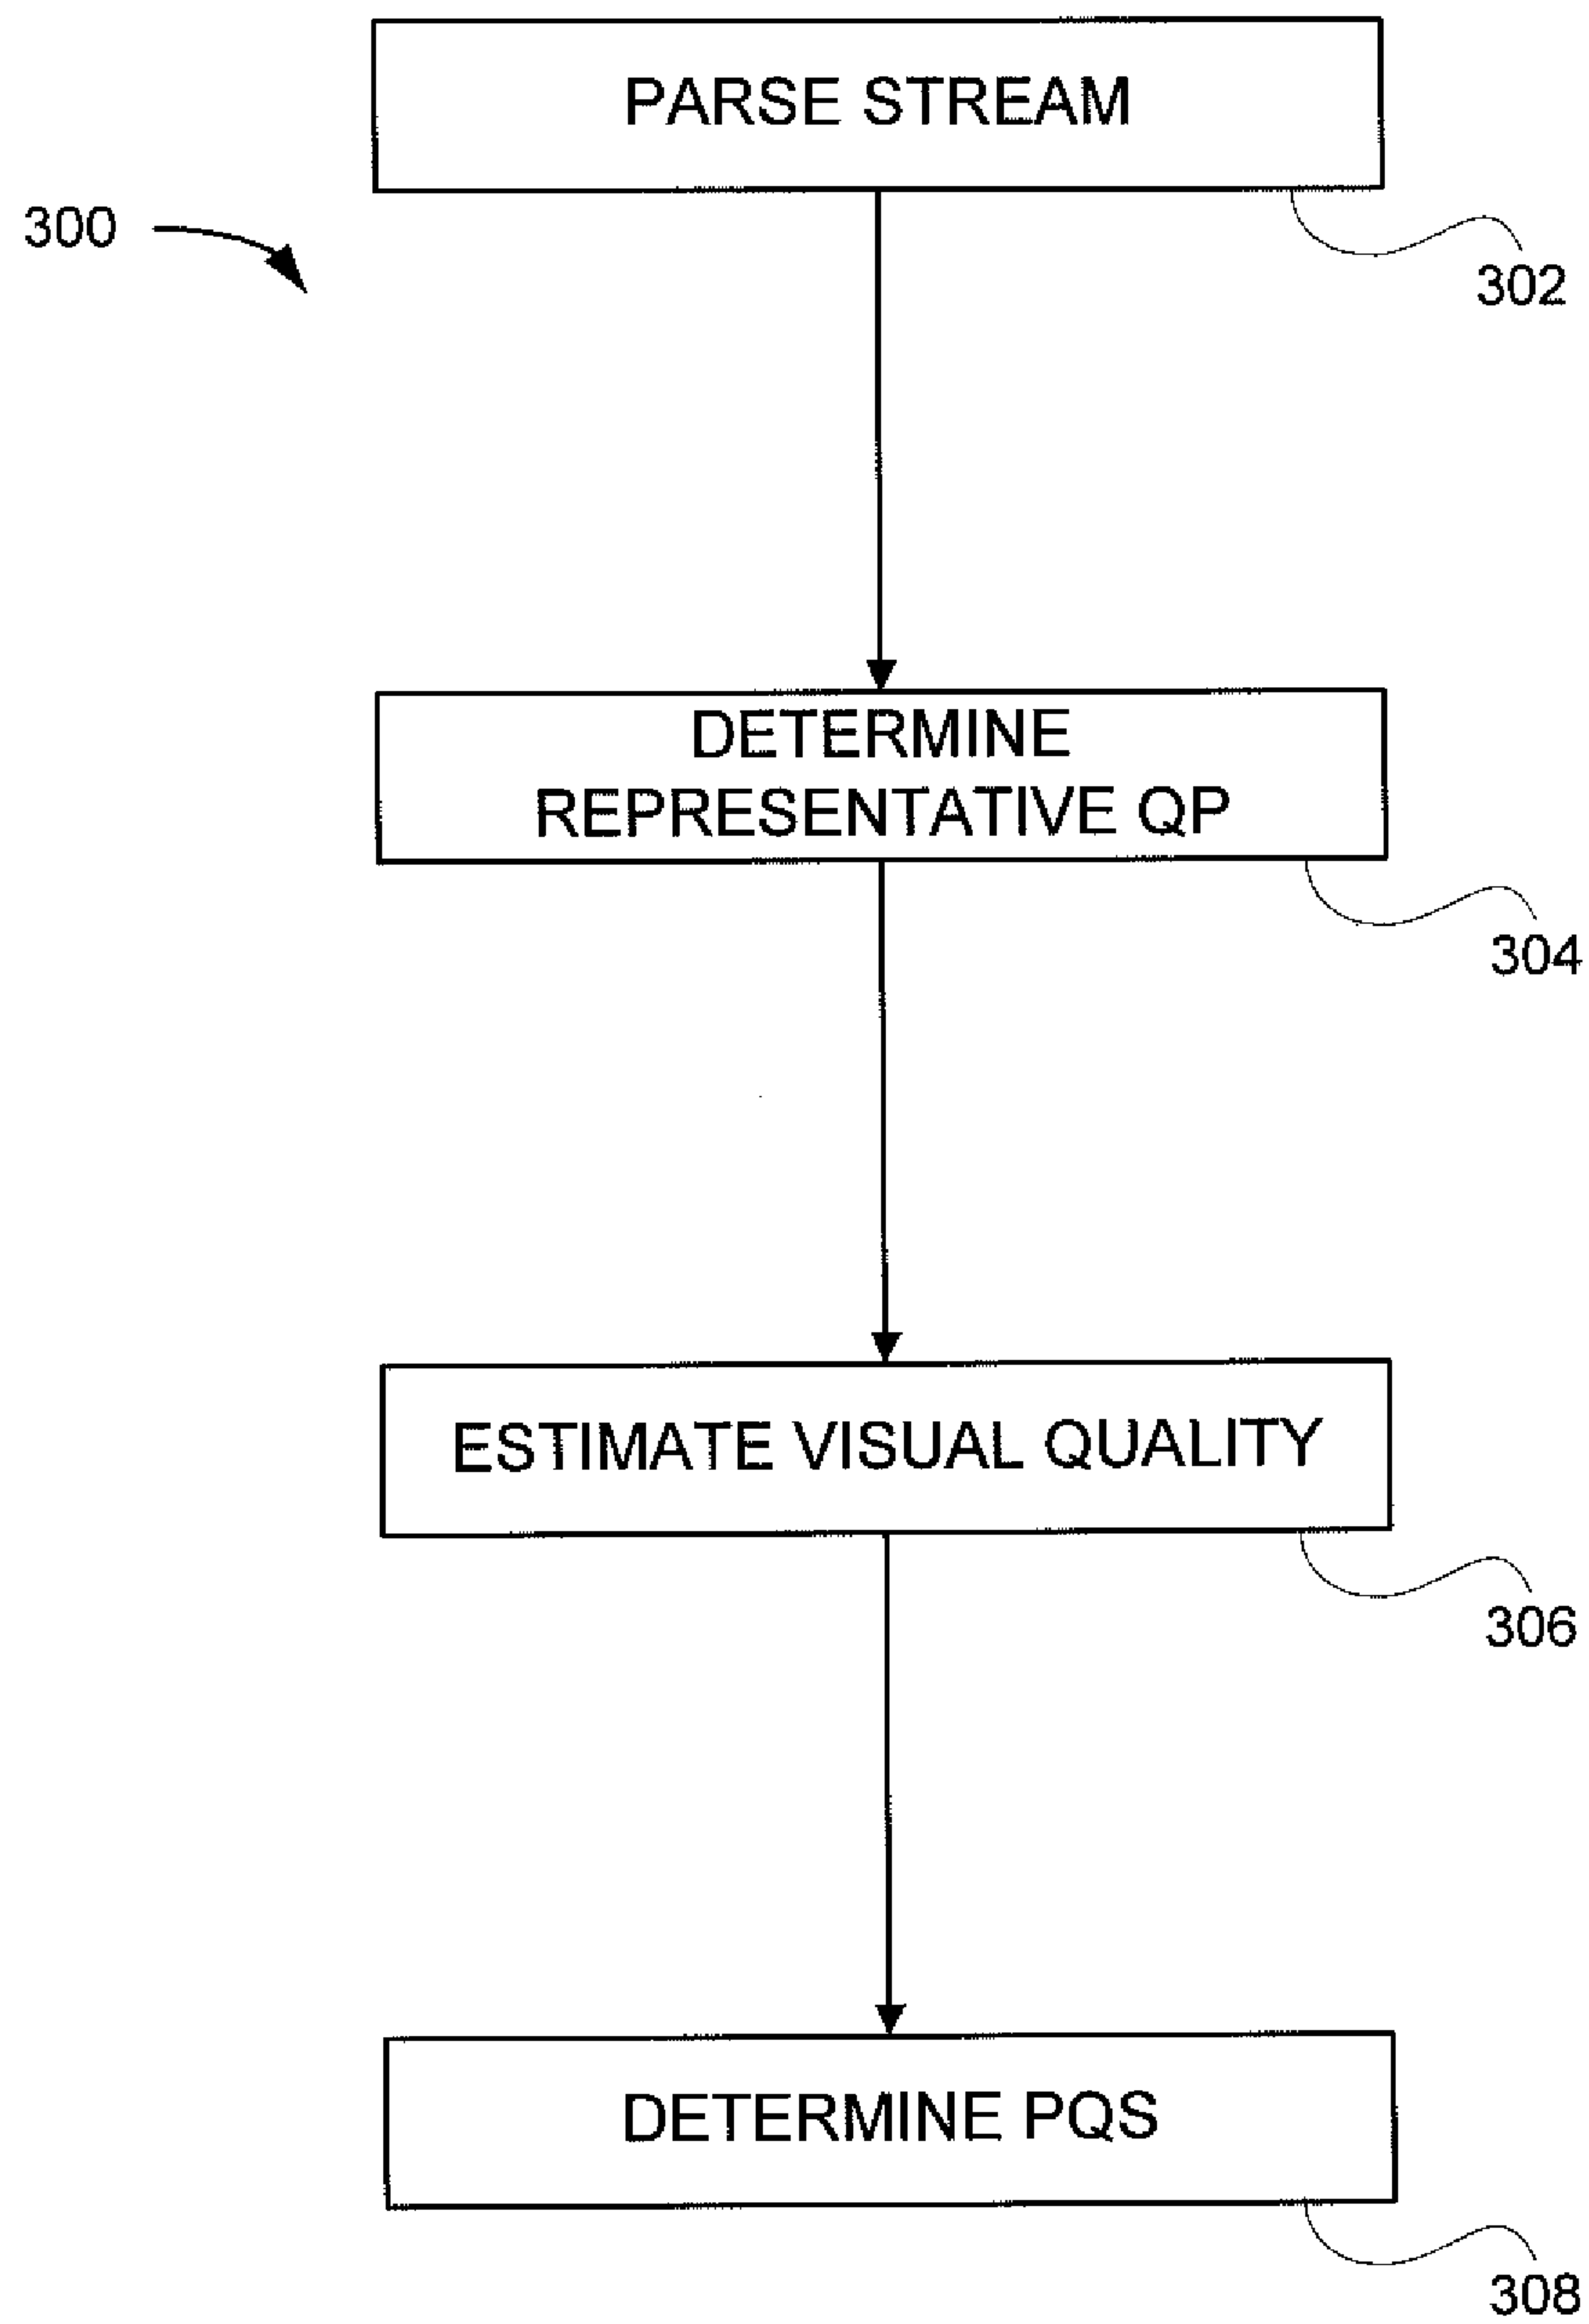 PARSE STREAM
300
302
DETERMINE
REPRESENTATIVE QP
304
ESTIMATE VISUAL QUALITY
306
DETERMINE PQS
308